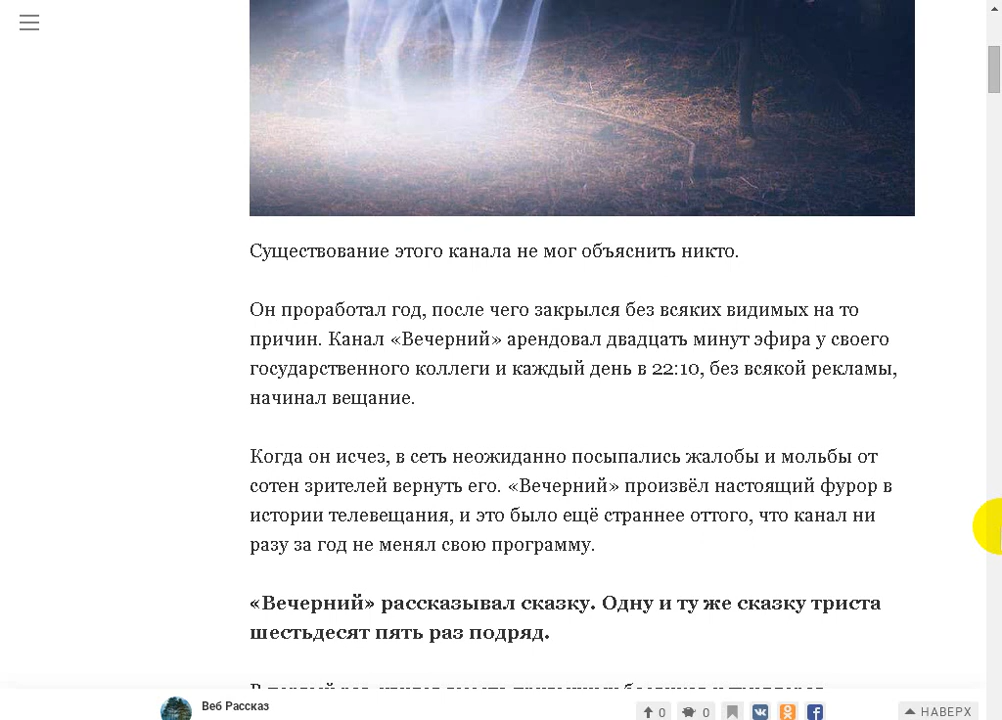 Существование этого канала не мог объяснить никто.
Он проработал год, после чего закрылся без всяких видимых на то
причин. Канал «Вечерний» арендовал двадцать минут эфира у своего
государственного коллеги и каждый день в 22:10, без всякой рекламы,
начинал вещание.
Когда он исчез, в сеть неожиданно посыпались жалобы и мольбы от
сотен зрителей вернуть его. «Вечерний» произвёл настоящий фурор в
истории телевещания, и это было ещё страннее оттого, что канал ни
разу за год не менял свою программу.
«Вечерний» рассказывал сказку. Одну и ту же сказку триста
шестьдесят пять раз подряд.
Веб Рассказ
0
0
НАВЕРХ